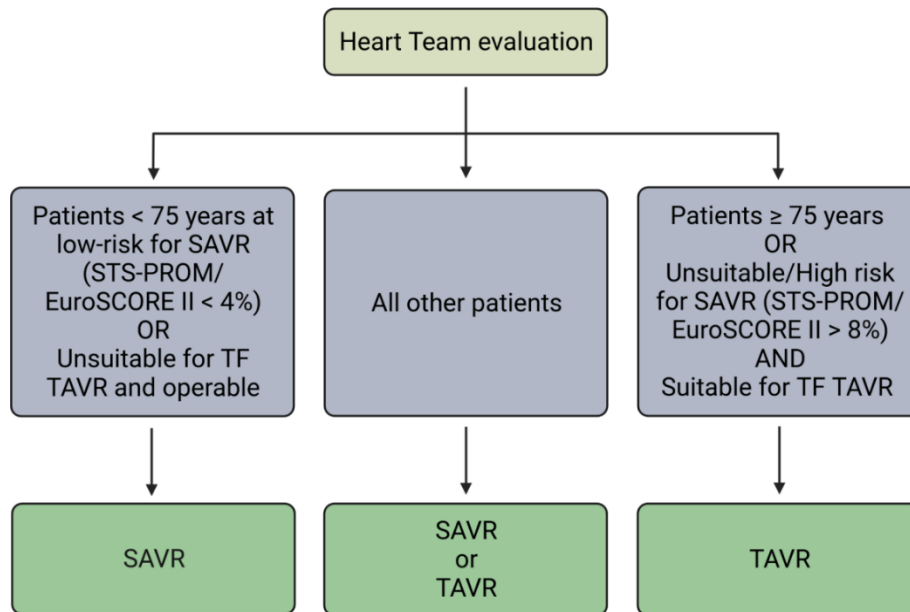 Heart Team evaluation
Patients < 75 years at
low-risk for SAVR
(STS-PROM/
EuroSCORE II < 4%)
OR
Unsuitable for TF
TAVR and operable
All other patients
Patients ≥ 75 years
OR
Unsuitable/High risk
for SAVR (STS-PROM/
EuroSCORE II > 8%)
AND
Suitable for TF TAVR
SAVR
SAVR
or
TAVR
TAVR